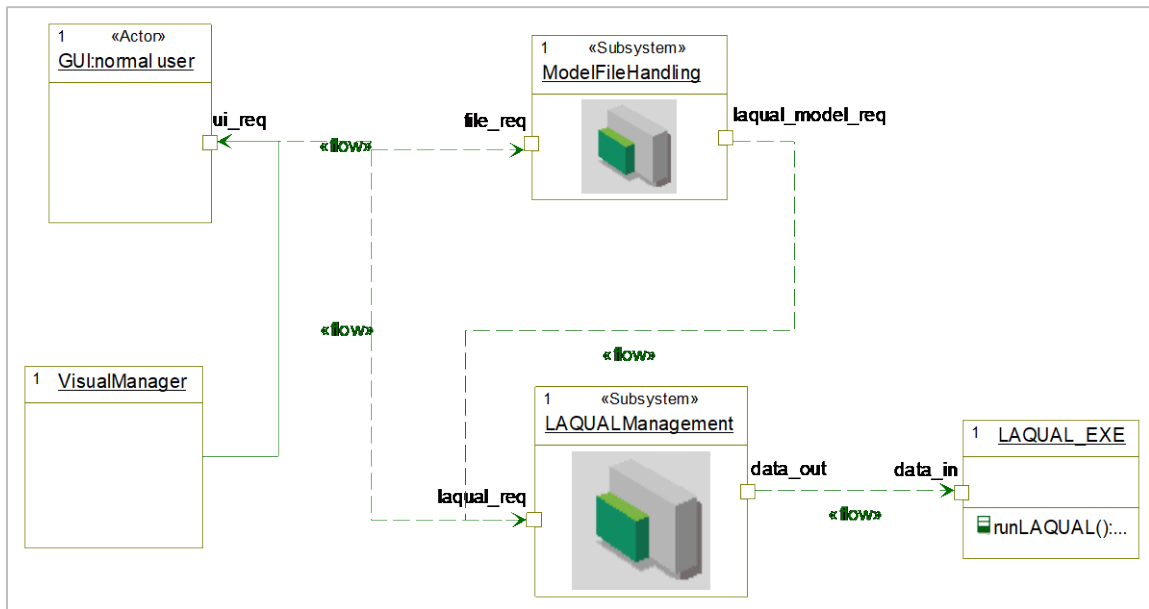 1 «Actor»
GUI:normal user
ui_req
1 «Subsystem»
ModelFileHandling
file_req
laqual_model_req
«flow»
«flow»
«flow»
1 VisualManager
1 «Subsystem»
LAQUALManagement
laqual_req
data_out
data_in
«flow»
1 LAQUAL_EXE
runLAQUAL():...